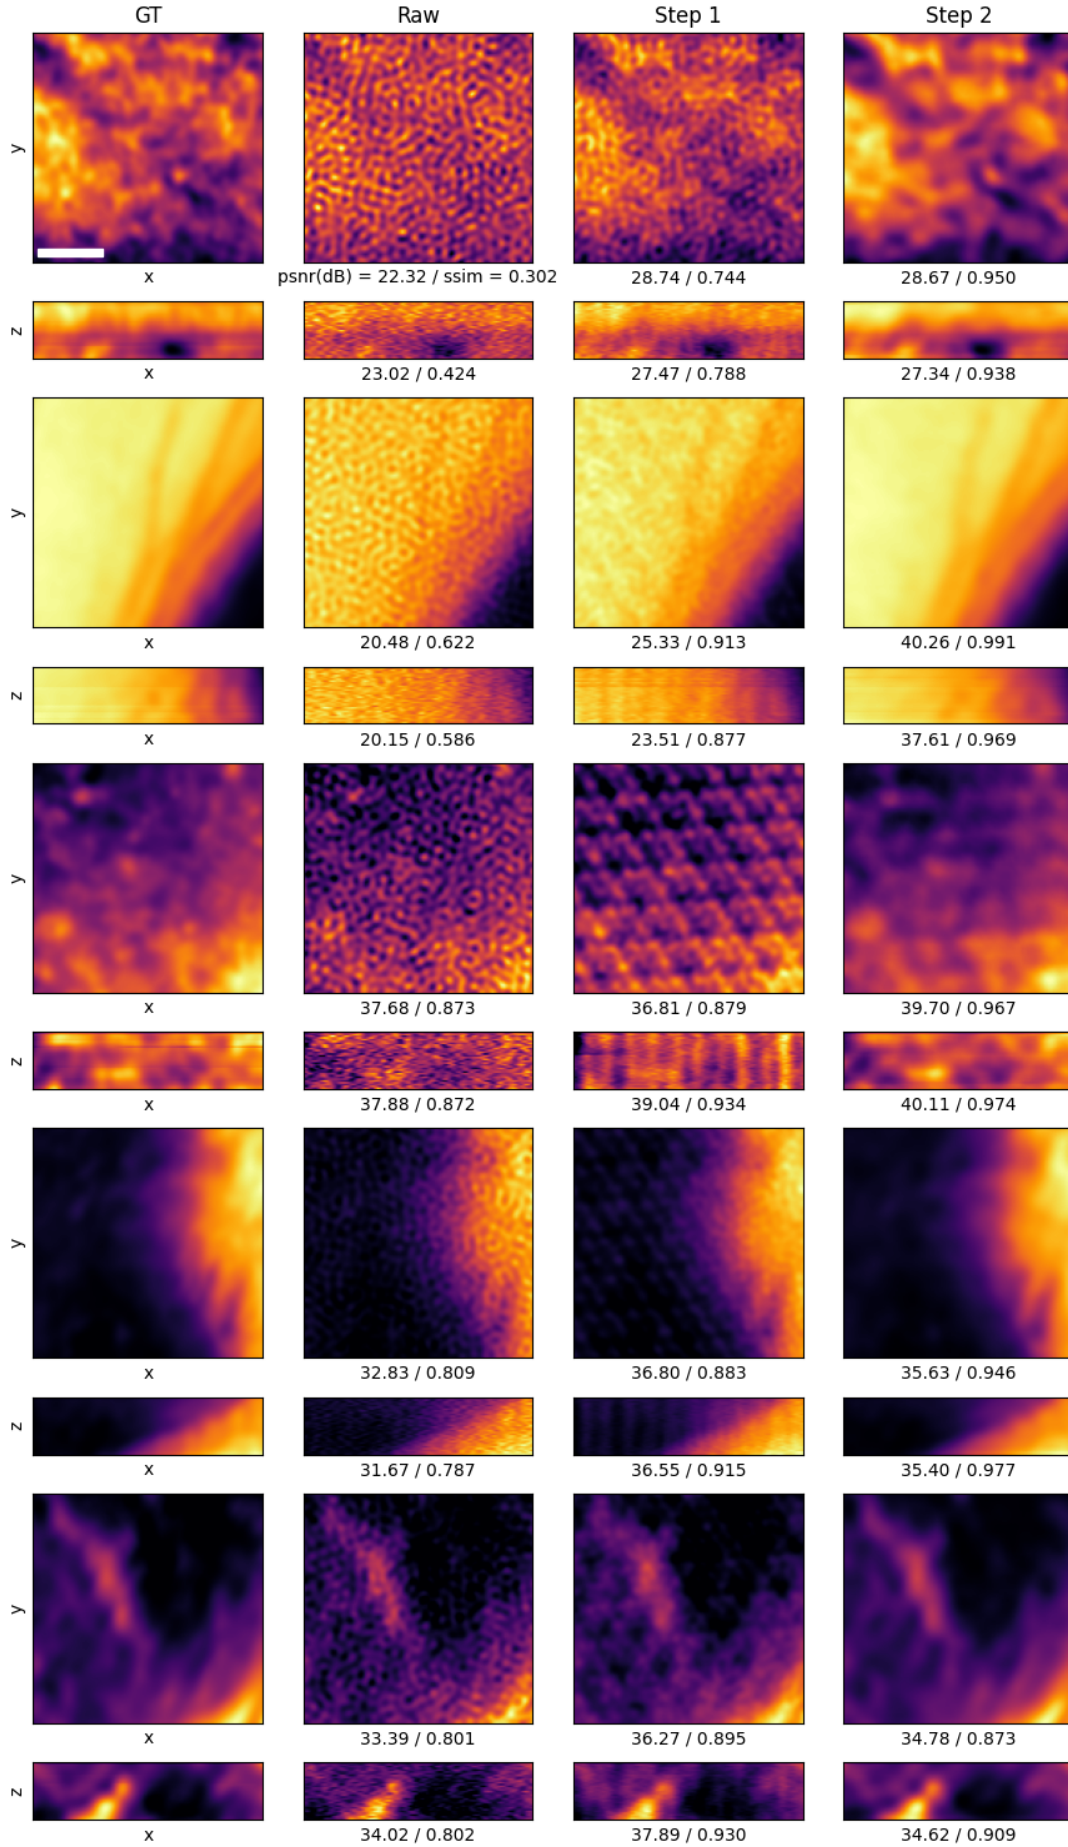 GT Raw Step 1 Step 2
y
x psnr(dB) = 22.32 / ssim = 0.302 28.74 / 0.744 28.67 / 0.950
z
x 23.02 / 0.424 27.47 / 0.788 27.34 / 0.938
y
x 20.48 / 0.622 25.33 / 0.913 40.26 / 0.991
z
x 20.15 / 0.586 23.51 / 0.877 37.61 / 0.969
y
x 37.68 / 0.873 36.81 / 0.879 39.70 / 0.967
z
x 37.88 / 0.872 39.04 / 0.934 40.11 / 0.974
y
x 32.83 / 0.809 36.80 / 0.883 35.63 / 0.946
z
x 31.67 / 0.787 36.55 / 0.915 35.40 / 0.977
y
x 33.39 / 0.801 36.27 / 0.895 34.78 / 0.873
z
x 34.02 / 0.802 37.89 / 0.930 34.62 / 0.909